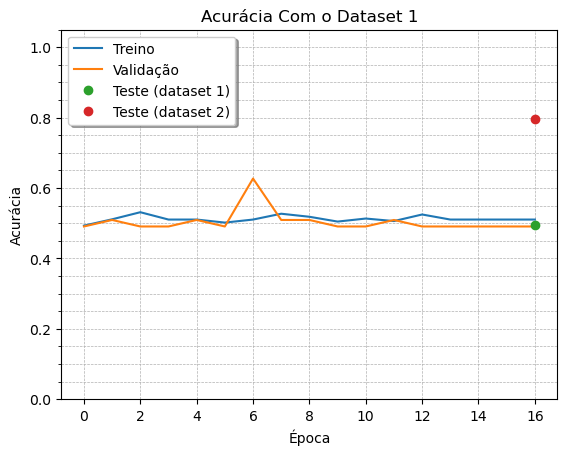 Acurácia Com o Dataset 1
Treino
Validação
Teste (dataset 1)
Teste (dataset 2)
1.0
0.8
0.6
0.4
0.2
0.0
Acurácia
0 2 4 6 8 10 12 14 16
Época